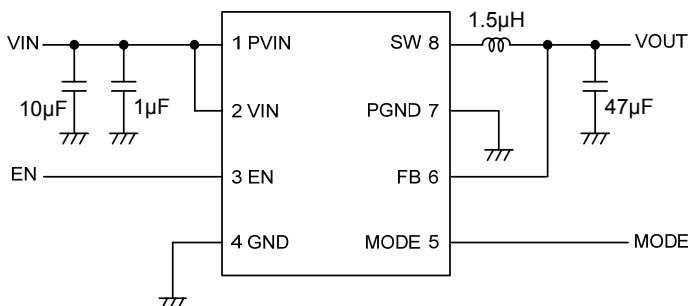 1.5µH
VIN
1 PVIN
SW 8
VOUT
10µF
1µF
2 VIN
PGND 7
47µF
EN
3 EN
FB 6
4 GND
MODE 5
MODE